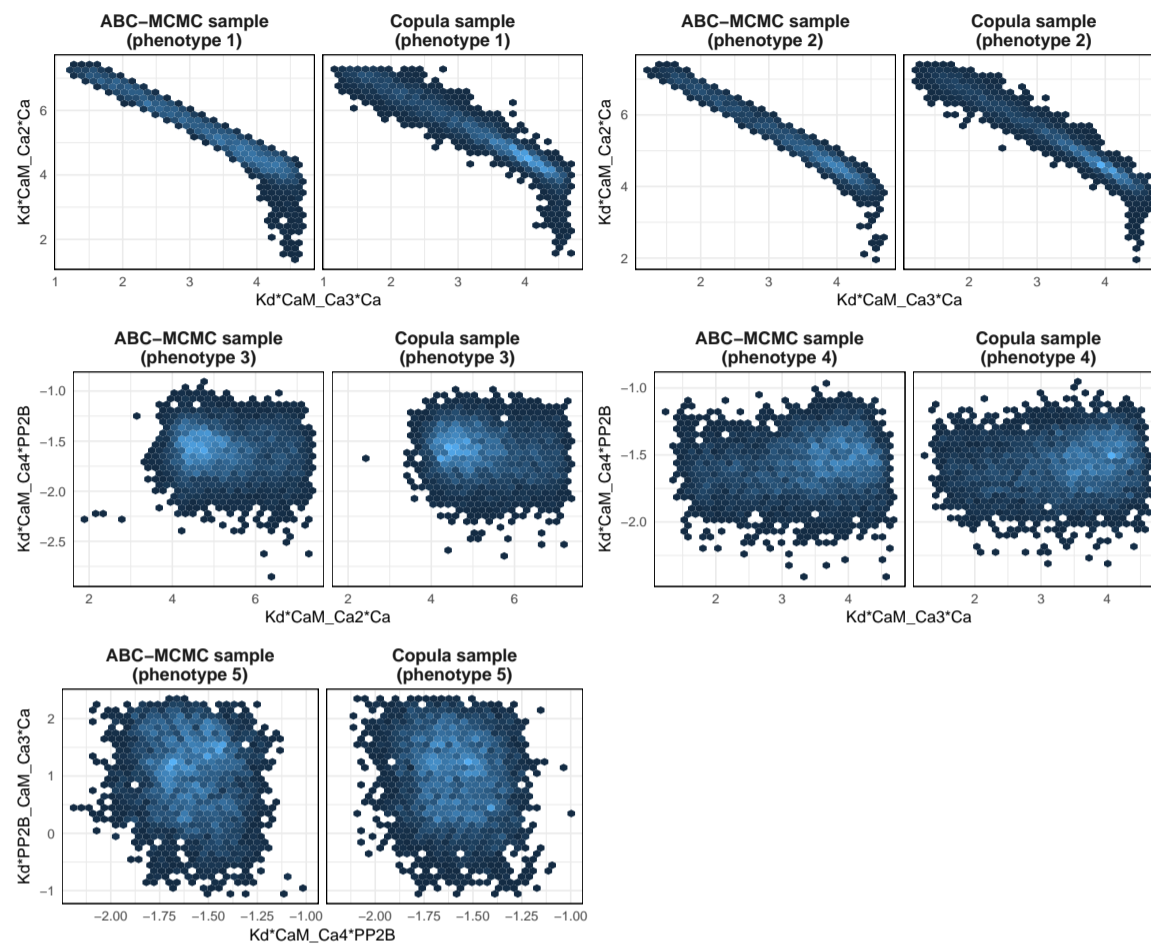 ABC−MCMC sample
(phenotype 1)
Copula sample
(phenotype 1)
Kd*CaM_Ca2*Ca
6
4
2
1
2
3
4
1
2
3
4
Kd*CaM_Ca3*Ca
ABC−MCMC sample
(phenotype 2)
Copula sample
(phenotype 2)
Kd*CaM_Ca2*Ca
6
4
2
2
3
4
2
3
4
Kd*CaM_Ca3*Ca
ABC−MCMC sample
(phenotype 3)
Copula sample
(phenotype 3)
Kd*CaM_Ca4*PP2B
−1.0
−1.5
−2.0
−2.5
2
4
6
2
4
6
Kd*CaM_Ca2*Ca
ABC−MCMC sample
(phenotype 4)
Copula sample
(phenotype 4)
Kd*CaM_Ca4*PP2B
−1.0
−1.5
−2.0
2
3
4
2
3
4
Kd*CaM_Ca3*Ca
ABC−MCMC sample
(phenotype 5)
Copula sample
(phenotype 5)
Kd*PP2B_CaM_Ca3*Ca
2
1
0
−1
−2.00
−1.75
−1.50
−1.25
−1.00
−2.00
−1.75
−1.50
−1.25
−1.00
Kd*CaM_Ca4*PP2B